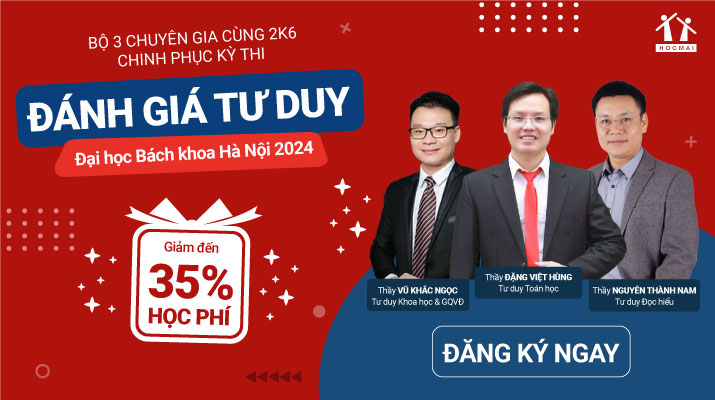 BỘ 3 CHUYÊN GIA CÙNG 2K6
CHINH PHỤC KỲ THI
HOCMAI
ĐÁNH GIÁ TƯ DUY
Đại học Bách khoa Hà Nội 2024
Giảm đến
35%
HỌC PHÍ
Thầy VŨ KHẮC NGỌC
Tư duy Khoa học & GQVĐ
Thầy ĐẶNG VIỆT HÙNG
Tư duy Toán học
Thầy NGUYỄN THÀNH NAM
Tư duy Đọc hiểu
ĐĂNG KÝ NGAY